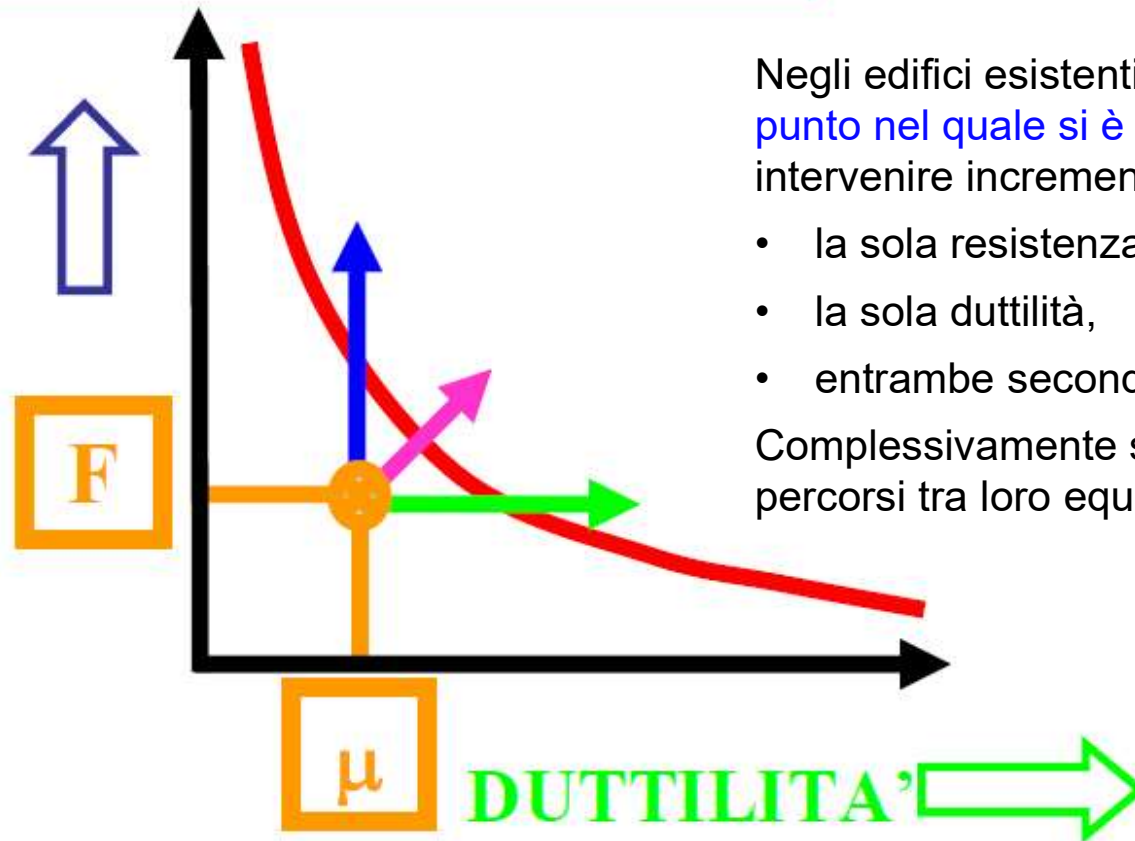 Negli edifici esistenti
punto nel quale si è
intervenire incremen
• la sola resistenza
• la sola duttilità,
• entrambe second
Complessivamente s
percorsi tra loro equ
F
μ
DUTTILITA'